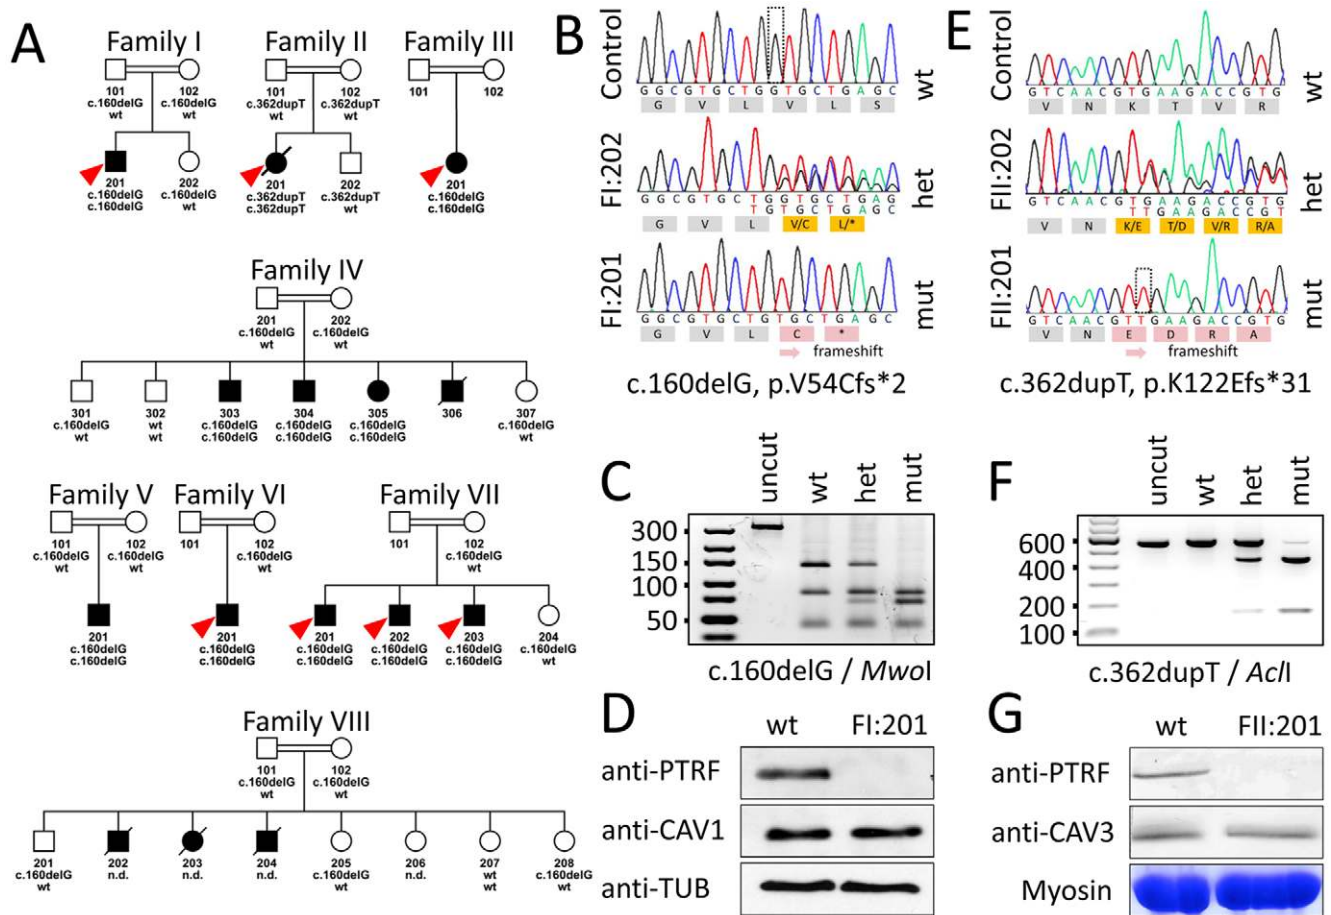 A
Family I
Family II
Family III
101 102 101 102 101 102
c.160delG c.160delG c.362dupT c.362dupT
wt wt wt wt
201 202 201 202 201
c.160delG c.160delG c.362dupT c.362dupT c.160delG
c.160delG wt c.362dupT wt c.160delG
Family IV
201 202
c.160delG c.160delG
wt wt
301 302 303 304 305 306 307
c.160delG wt c.160delG c.160delG c.160delG c.160delG
wt wt c.160delG c.160delG c.160delG wt
Family V
Family VI
Family VII
101 102 101 102 101 102
c.160delG c.160delG c.160delG c.160delG
wt wt wt wt
201 201 201 202 203 204
c.160delG c.160delG c.160delG c.160delG c.160delG c.160delG
c.160delG c.160delG c.160delG c.160delG c.160delG wt
Family VIII
101 102
c.160delG c.160delG
wt wt
201 202 203 204 205 206 207 208
c.160delG n.d. n.d. n.d. c.160delG n.d. wt c.160delG
wt wt wt wt
B
Control
wt
G G C G T G C T G G T G C T G A G C
G V L V L S
FI:202
het
G G C G T G C T G G T G C T G A G
T G T G C T G A G C
G V L V/C L/*
FI:201
mut
G G C G T G C T G T G C T G A G C
G V L C *
frameshift
c.160delG, p.V54Cfs*2
C
uncut
wt
het
mut
300
150
100
50
c.160delG / MwoI
D
wt FI:201
anti-PTRF
anti-CAV1
anti-TUB
E
Control
wt
G T C A A C G T G A A G A C C G T G
V N K T V R
FII:202
het
G T C A A C G T G A A G A C C G T G
T T G A A G A C C G T
V N K/E T/D V/R R/A
FII:201
mut
G T C A A C G T T G A A G A C C G T G
V N E D R A
frameshift
c.362dupT, p.K122Efs*31
F
uncut
wt
het
mut
600
400
200
100
c.362dupT / AclI
G
wt FII:201
anti-PTRF
anti-CAV3
Myosin